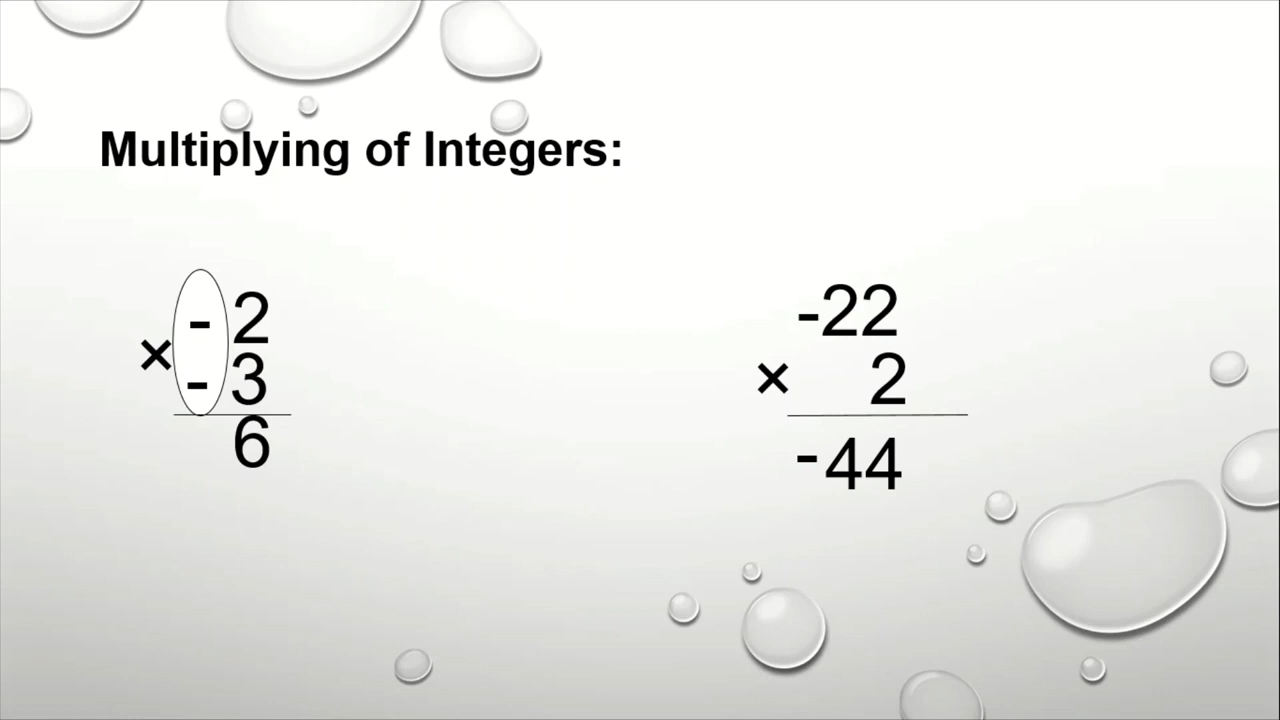 Multiplying of Integers:
- 2
× - 3
6
-22
× 2
-44